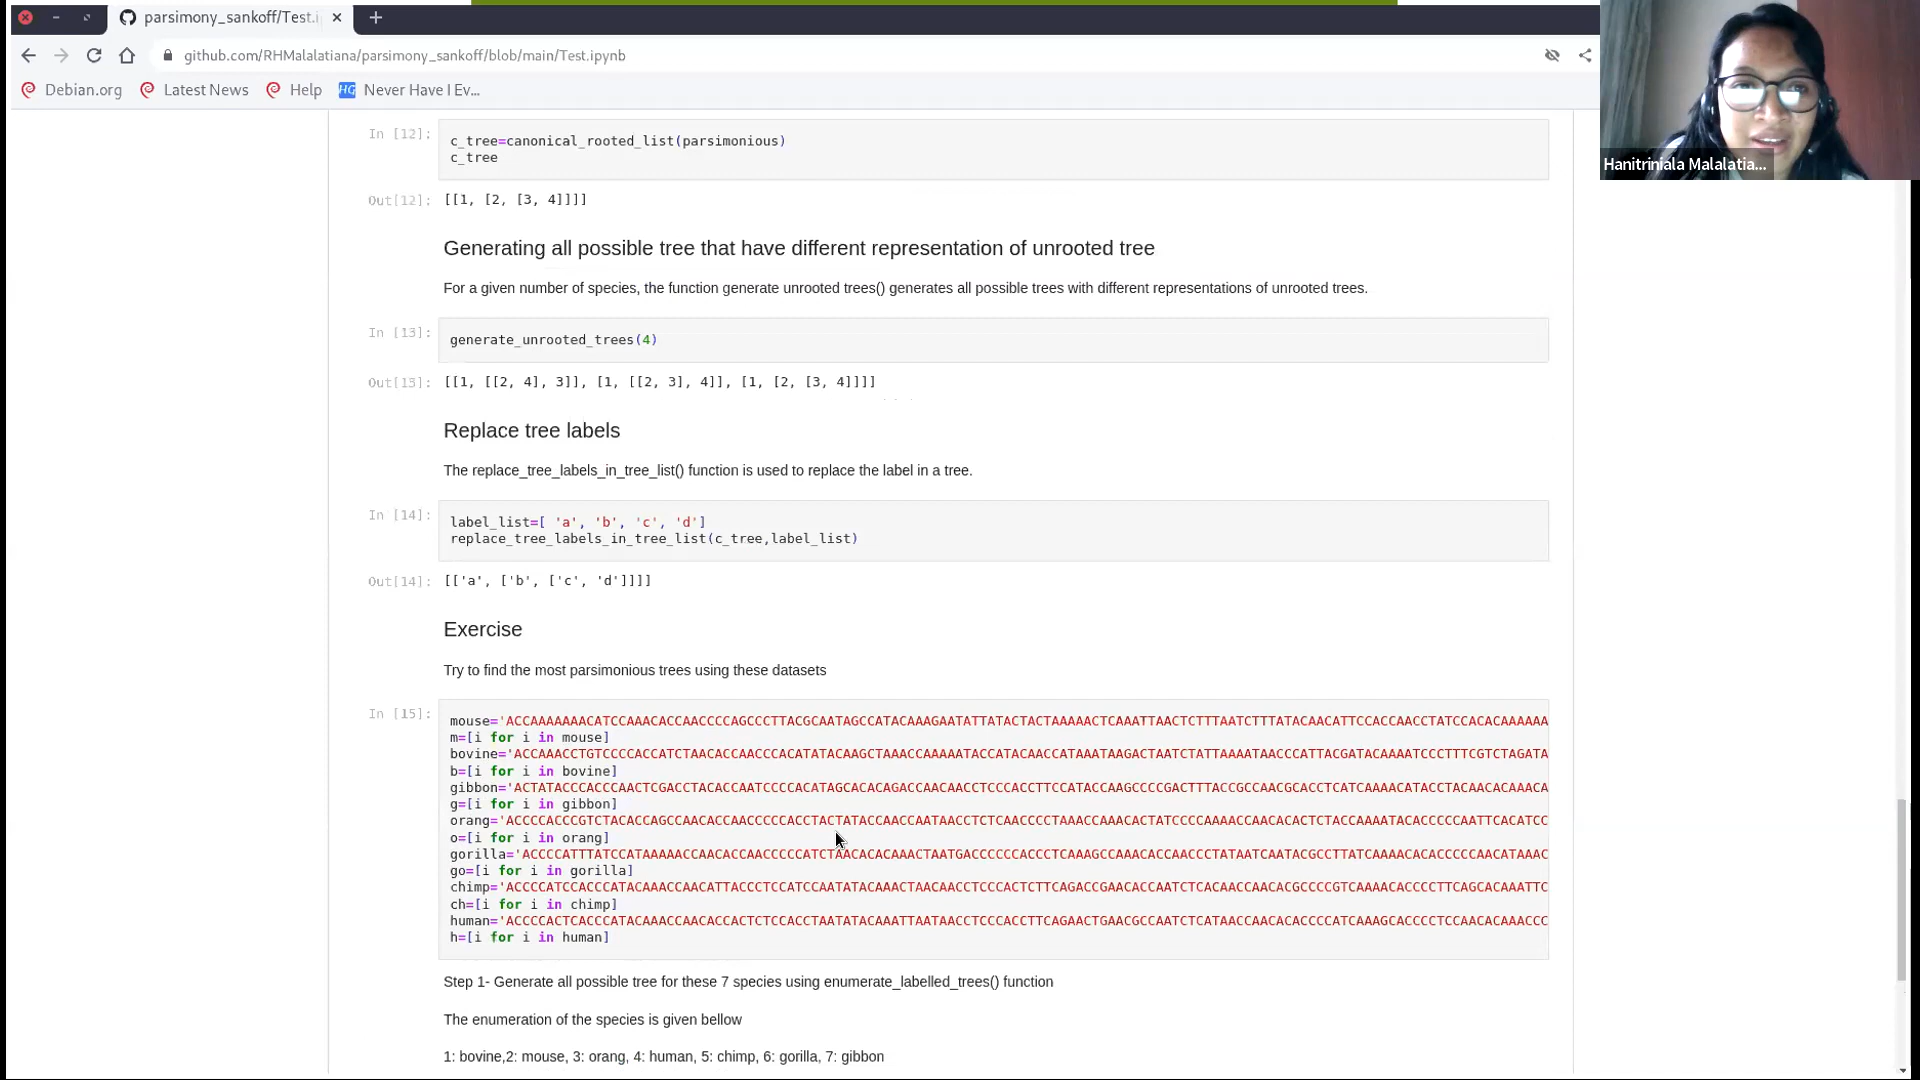 parsimony_sankoff/Test.i
github.com/RHMalalatiana/parsimony_sankoff/blob/main/Test.ipynb
Debian.org Latest News Help HG Never Have I Ev...
Hanitriniala Malalatia...
In [12]: c_tree=canonical_rooted_list(parsimonious)
c_tree
Out[12]: [[1, [2, [3, 4]]]]
Generating all possible tree that have different representation of unrooted tree
For a given number of species, the function generate unrooted trees() generates all possible trees with different representations of unrooted trees.
In [13]: generate_unrooted_trees(4)
Out[13]: [[1, [[2, 4], 3]], [1, [[2, 3], 4]], [1, [2, [3, 4]]]]
Replace tree labels
The replace_tree_labels_in_tree_list() function is used to replace the label in a tree.
In [14]: label_list=[ 'a', 'b', 'c', 'd']
replace_tree_labels_in_tree_list(c_tree,label_list)
Out[14]: [['a', ['b', ['c', 'd']]]]
Exercise
Try to find the most parsimonious trees using these datasets
In [15]: mouse='ACCAAAAAAACATCCAAACACCAACCCCAGCCCTTACGCAATAGCCATACAAAGAATATTATACTACTAAAAACTCAAATTAACTCTTTAATCTTTATACAACATTCCACCAACCTATCCACACAAAAAA
m=[i for i in mouse]
bovine='ACCAAACCTGTCCCCACCATCTAACACCAACCCACATATACAAGCTAAACCAAAAATACCATACAACCATAAATAAGACTAATCTATTAAAATAACCCATTACGATACAAAATCCCTTTCGTCTAGATA
b=[i for i in bovine]
gibbon='ACTATACCCACCCAACTCGACCTACACCAATCCCCACATAGCACACAGACCAACAACCTCCCACCTTCCATACCAAGCCCCGACTTTACCGCCAACGCACCTCATCAAAACATACCTACAACACAAACA
g=[i for i in gibbon]
orang='ACCCCACCCGTCTACACCAGCCAACACCAACCCCCACCTACTATACCAACCAATAACCTCTCAACCCCTAAACCAAACACTATCCCCAAAACCAACACACTCTACCAAAATACACCCCCAATTCACATCC
o=[i for i in orang]
gorilla='ACCCCATTTATCCATAAAAACCAACACCAACCCCCATCTAACACACAAACTAATGACCCCCCACCCTCAAAGCCAAACACCAACCCTATAATCAATACGCCTTATCAAAACACACCCCCAACATAAAC
go=[i for i in gorilla]
chimp='ACCCCATCCACCCATACAAACCAACATTACCCTCCATCCAATATACAAACTAACAACCTCCCACTCTTCAGACCGAACACCAATCTCACAACCAACACGCCCCGTCAAAACACCCCTTCAGCACAAATTC
ch=[i for i in chimp]
human='ACCCCACTCACCCATACAAACCAACACCACTCTCCACCTAATATACAAATTAATAACCTCCCACCTTCAGAACTGAACGCCAATCTCATAACCAACACACCCCATCAAAGCACCCCTCCAACACAAACCC
h=[i for i in human]
Step 1- Generate all possible tree for these 7 species using enumerate_labelled_trees() function
The enumeration of the species is given bellow
1: bovine,2: mouse, 3: orang, 4: human, 5: chimp, 6: gorilla, 7: gibbon